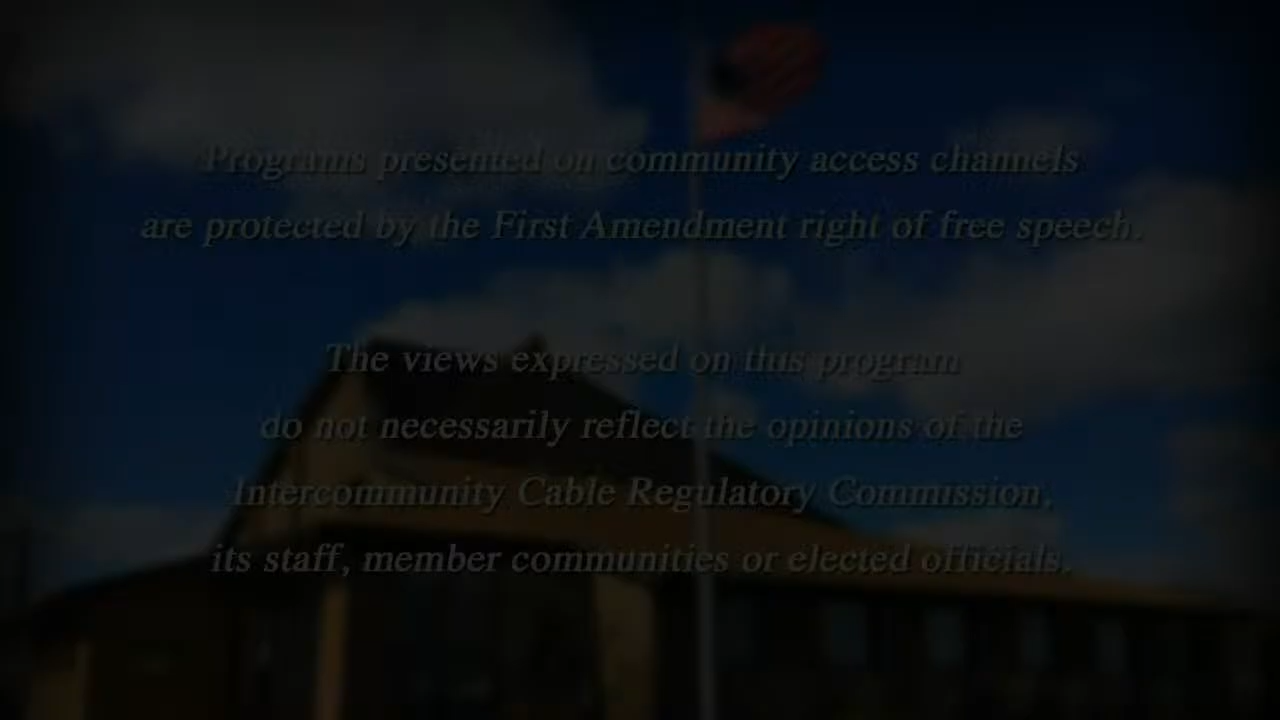 Programs presented on community access channels
are protected by the First Amendment right of free speech.
The views expressed on this program
do not necessarily reflect the opinions of the
Intercommunity Cable Regulatory Commission,
its staff, member communities or elected officials.